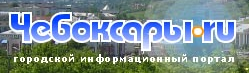 Чебоксары.ru
городской информационный портал